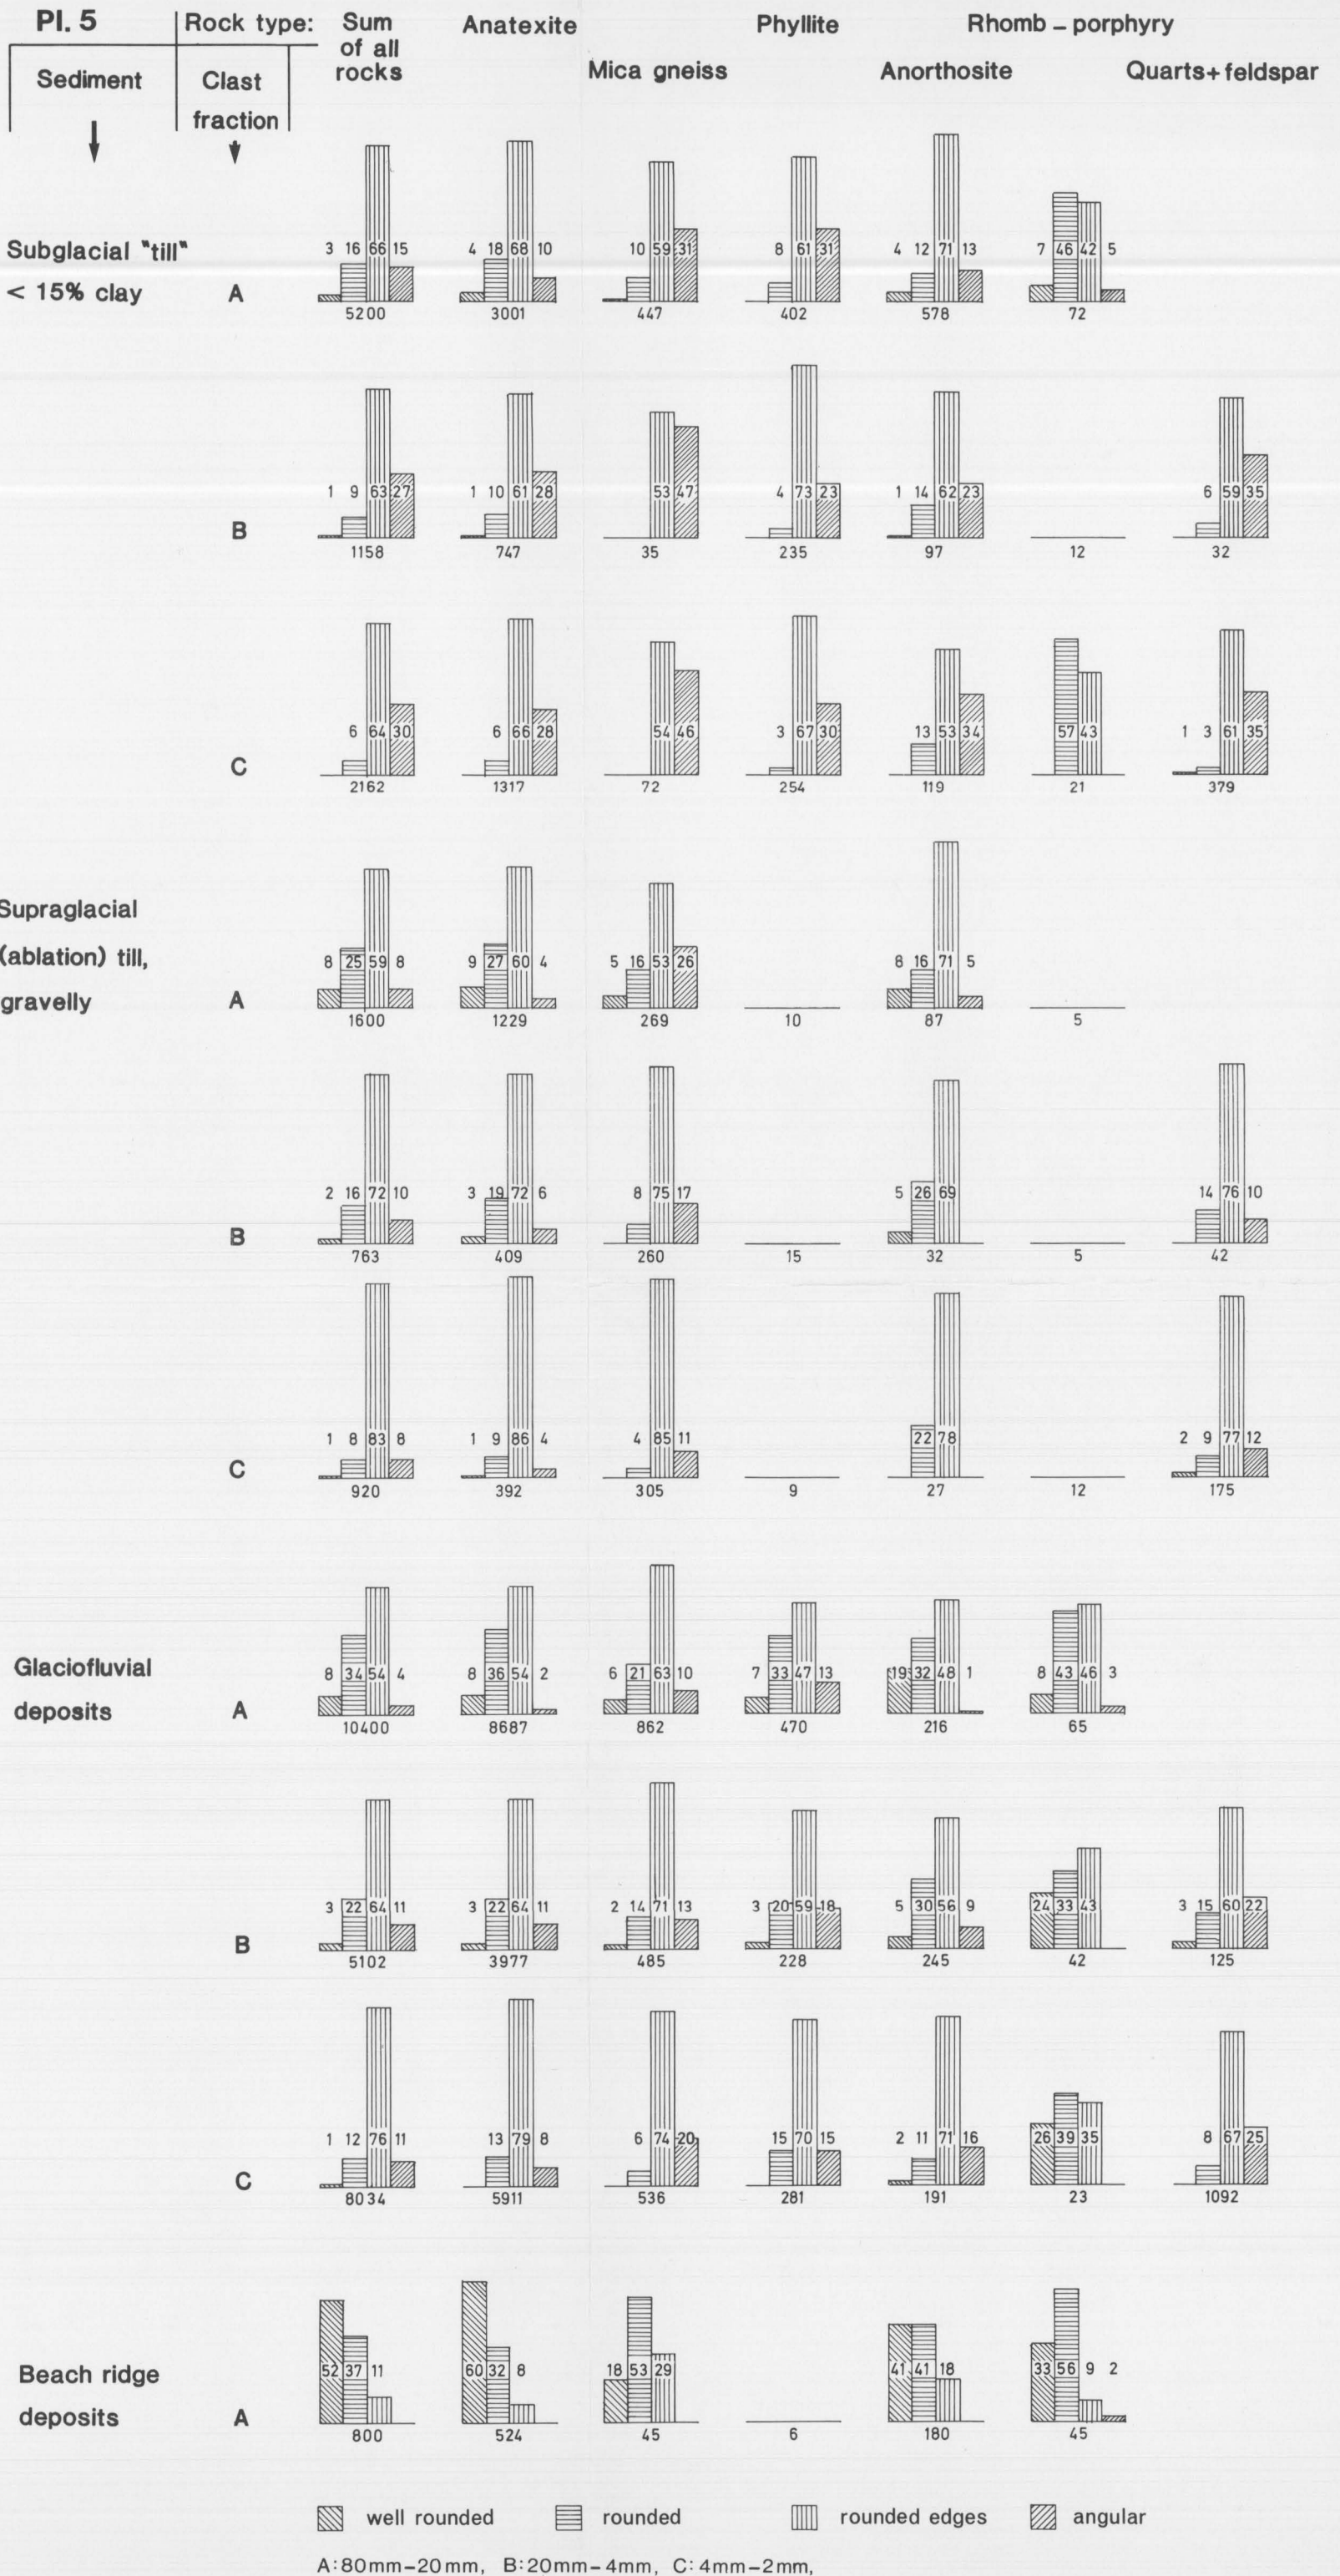 Pl. 5 Rock type: Sum of all rocks Anatexite Mica gneiss Phyllite Anorthosite Rhomb-porphyry Quarts+feldspar
Sediment Clast fraction
Subglacial "till"
< 15% clay A
3 16 66 15 4 18 68 10 10 59 31 8 61 31 4 12 71 13 7 46 42 5
5200 3001 447 402 578 72
B
1 9 63 27 1 10 61 28 53 47 4 73 23 1 14 62 23 6 59 35
1158 747 35 235 97 12 32
C
6 64 30 6 66 28 54 46 3 67 30 13 53 34 57 43 1 3 61 35
2162 1317 72 254 119 21 379
Supraglacial
(ablation) till,
gravelly A
8 25 59 8 9 27 60 4 5 16 53 26 8 16 71 5
1600 1229 269 10 87 5
B
2 16 72 10 3 19 72 6 8 75 17 5 26 69 14 76 10
763 409 260 15 32 5 42
C
1 8 83 8 1 9 86 4 4 85 11 22 78 2 9 77 12
920 392 305 9 27 12 175
Glaciofluvial
deposits A
8 34 54 4 8 36 54 2 6 21 63 10 7 33 47 13 19 32 48 1 8 43 46 3
10400 8687 862 470 216 65
B
3 22 64 11 3 22 64 11 2 14 71 13 3 20 59 18 5 30 56 9 24 33 43 3 15 60 22
5102 3977 485 228 245 42 125
C
1 12 76 11 13 79 8 6 74 20 15 70 15 2 11 71 16 26 39 35 8 67 25
8034 5911 536 281 191 23 1092
Beach ridge
deposits A
52 37 11 60 32 8 18 53 29 41 41 18 33 56 9 2
800 524 45 6 180 45
well rounded rounded rounded edges angular
A:80mm-20mm, B:20mm-4mm, C:4mm-2mm,